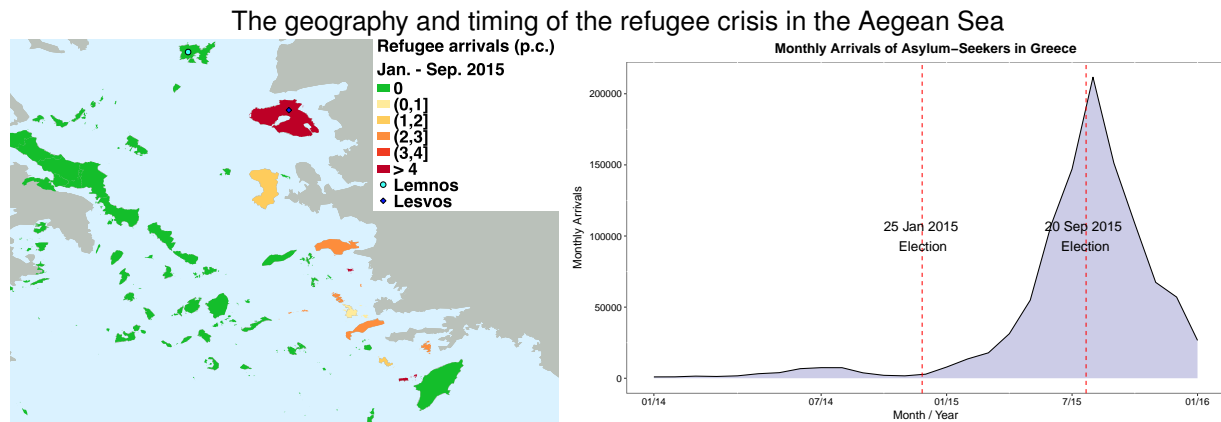 The geography and timing of the refugee crisis in the Aegean Sea
Refugee arrivals (p.c.)
Jan. - Sep. 2015
0
(0,1]
(1,2]
(2,3]
(3,4]
> 4
Lemnos
Lesvos
Monthly Arrivals of Asylum−Seekers in Greece
Monthly Arrivals
200000
150000
100000
50000
0
25 Jan 2015
Election
20 Sep 2015
Election
01/14
07/14
01/15
7/15
01/16
Month / Year